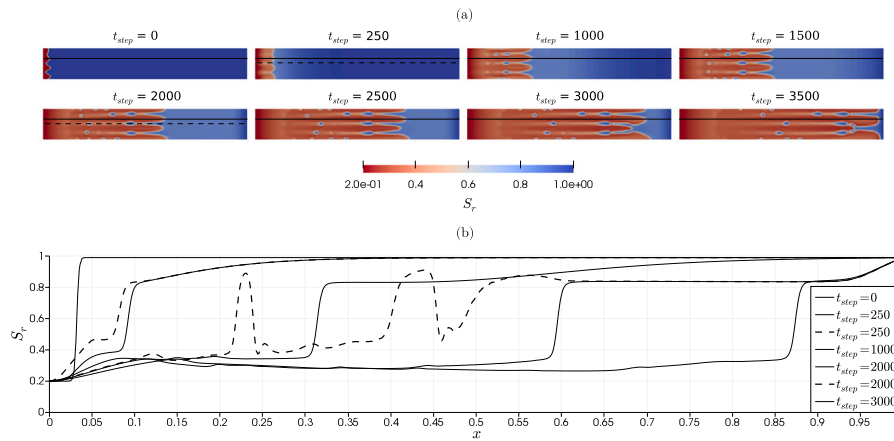 (a)
t_step = 0 t_step = 250 t_step = 1000 t_step = 1500
t_step = 2000 t_step = 2500 t_step = 3000 t_step = 3500
2.0e-01 0.4 0.6 0.8 1.0e+00
S_r
(b)
1
0.8
0.6
0.4
0.2
0
S_r
t_step=0
t_step=250
t_step=250
t_step=1000
t_step=2000
t_step=2000
t_step=3000
0 0.05 0.1 0.15 0.2 0.25 0.3 0.35 0.4 0.45 0.5 0.55 0.6 0.65 0.7 0.75 0.8 0.85 0.9 0.95
x